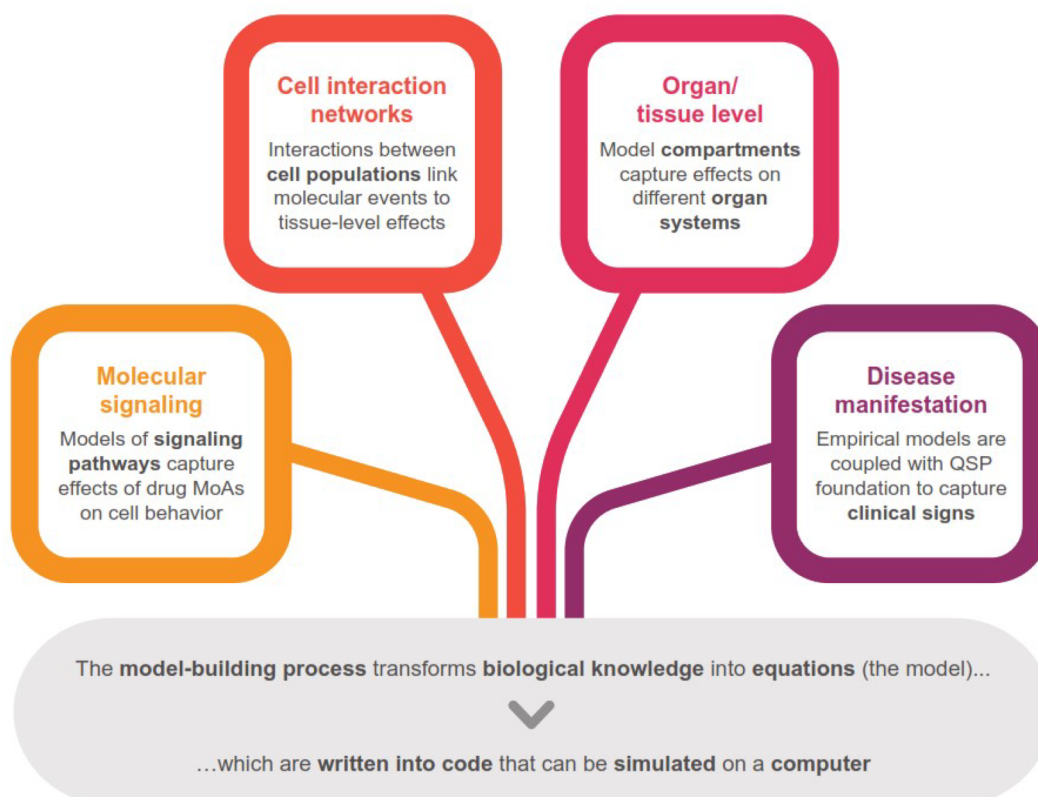 Cell interaction
networks
Interactions between
cell populations link
molecular events to
tissue-level effects
Organ/
tissue level
Model compartments
capture effects on
different organ
systems
Molecular
signaling
Models of signaling
pathways capture
effects of drug MoAs
on cell behavior
Disease
manifestation
Empirical models are
coupled with QSP
foundation to capture
clinical signs
The model-building process transforms biological knowledge into equations (the model)...
...which are written into code that can be simulated on a computer